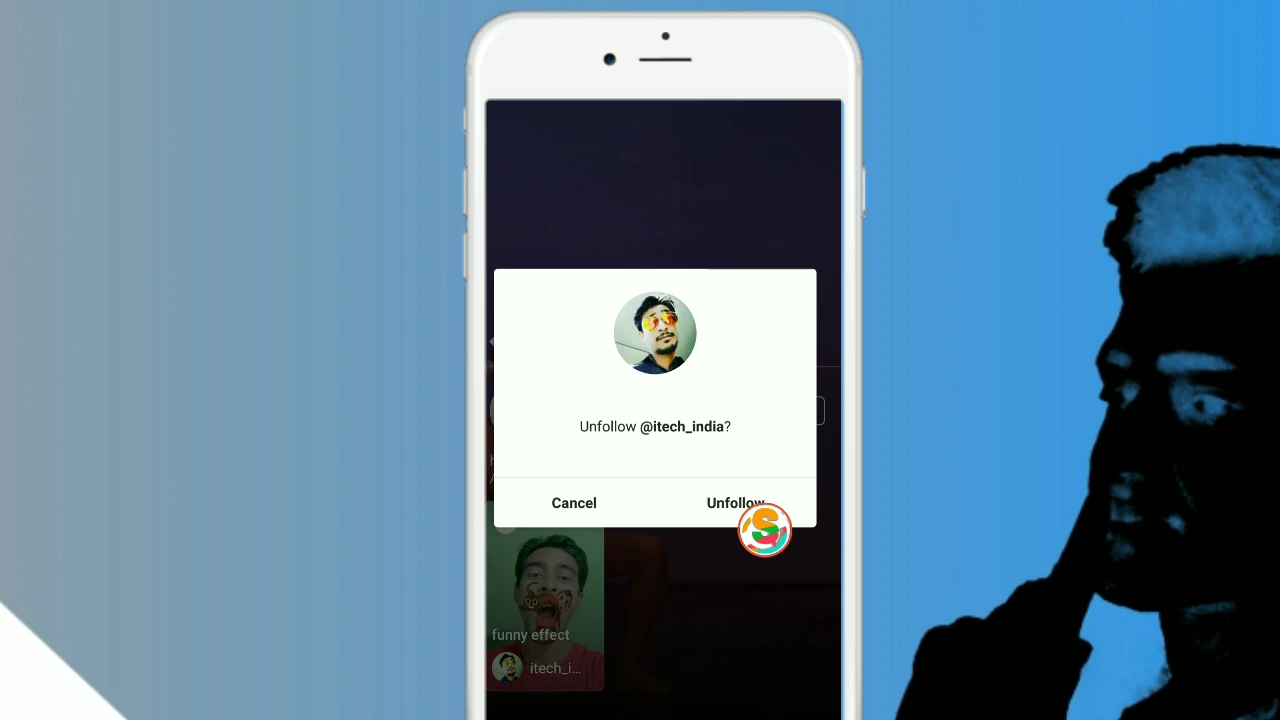 Unfollow @itech_india?
Cancel
Unfollow
funny effect
itech_i...